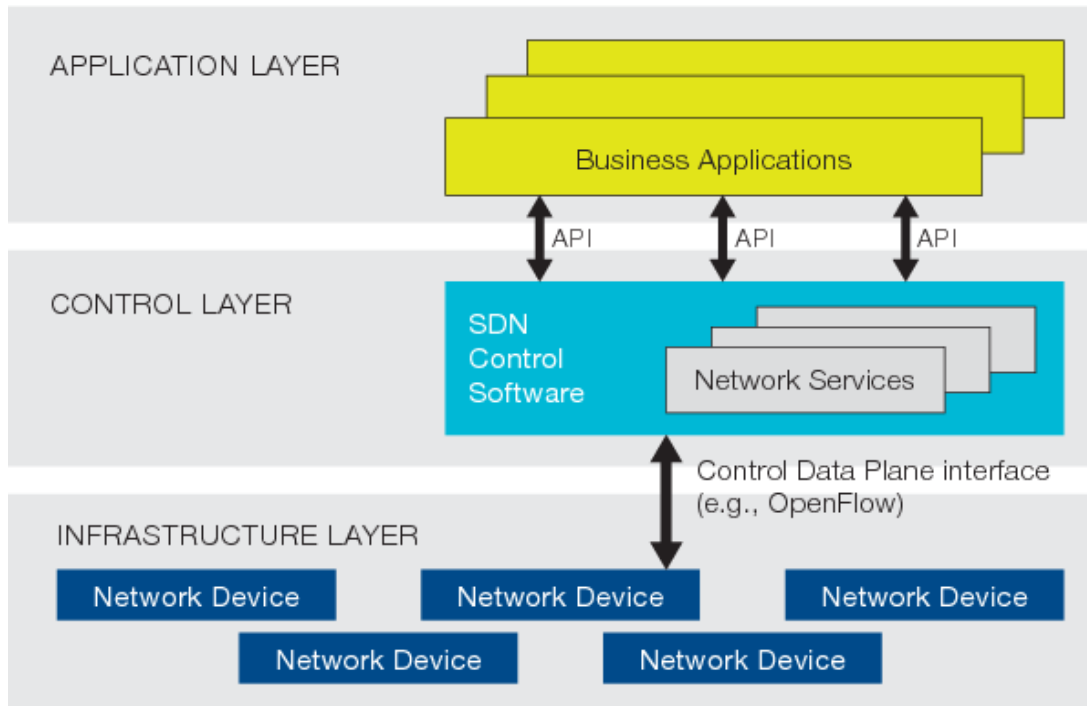 APPLICATION LAYER
Business Applications
API
API
API
CONTROL LAYER
SDN
Control
Software
Network Services
Control Data Plane interface
(e.g., OpenFlow)
INFRASTRUCTURE LAYER
Network Device
Network Device
Network Device
Network Device
Network Device